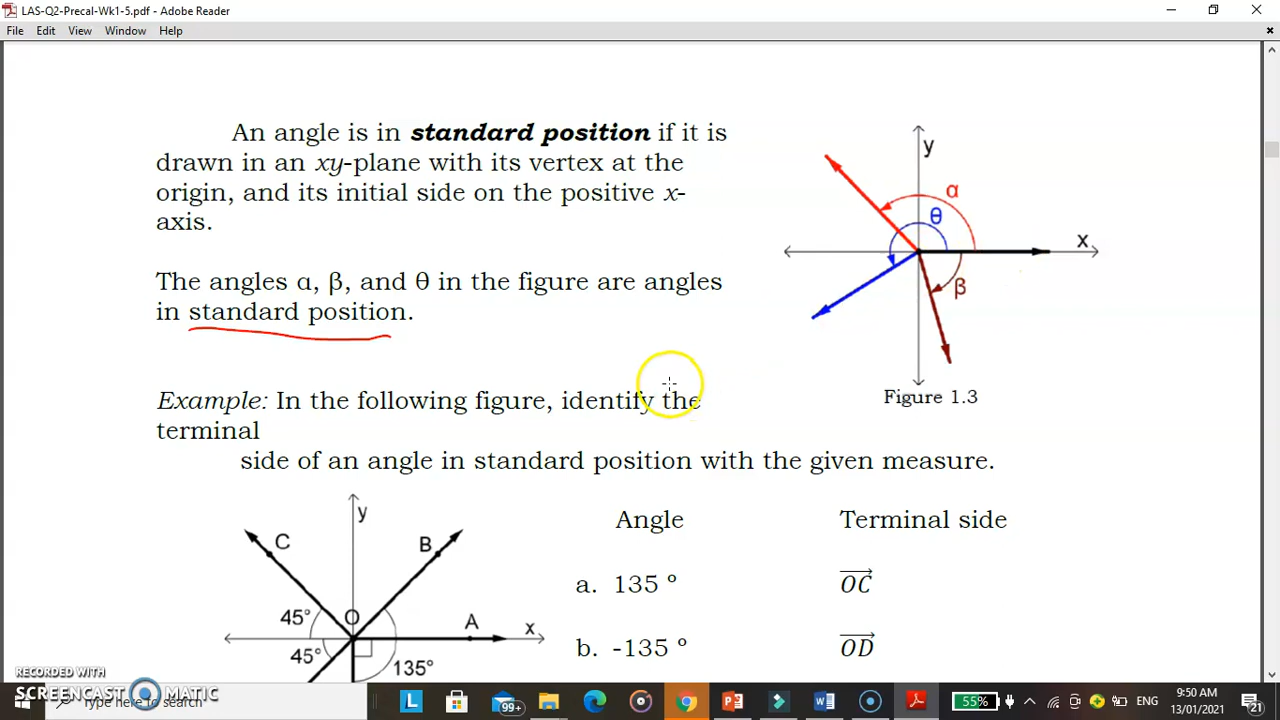 LAS-Q2-Precal-Wk1-5.pdf - Adobe Reader
File Edit View Window Help
An angle is in standard position if it is
drawn in an xy-plane with its vertex at the
origin, and its initial side on the positive x-
axis.
The angles α, β, and θ in the figure are angles
in standard position.
y
α
θ
x
β
Figure 1.3
Example: In the following figure, identify the
terminal
side of an angle in standard position with the given measure.
Angle Terminal side
a. 135 º OC
b. -135 º OD
y
C
B
45°
O
A
x
45°
135°
RECORDED WITH
SCREENCAST MATIC
Type here to search
99+
55%
ENG
9:50 AM
13/01/2021
21